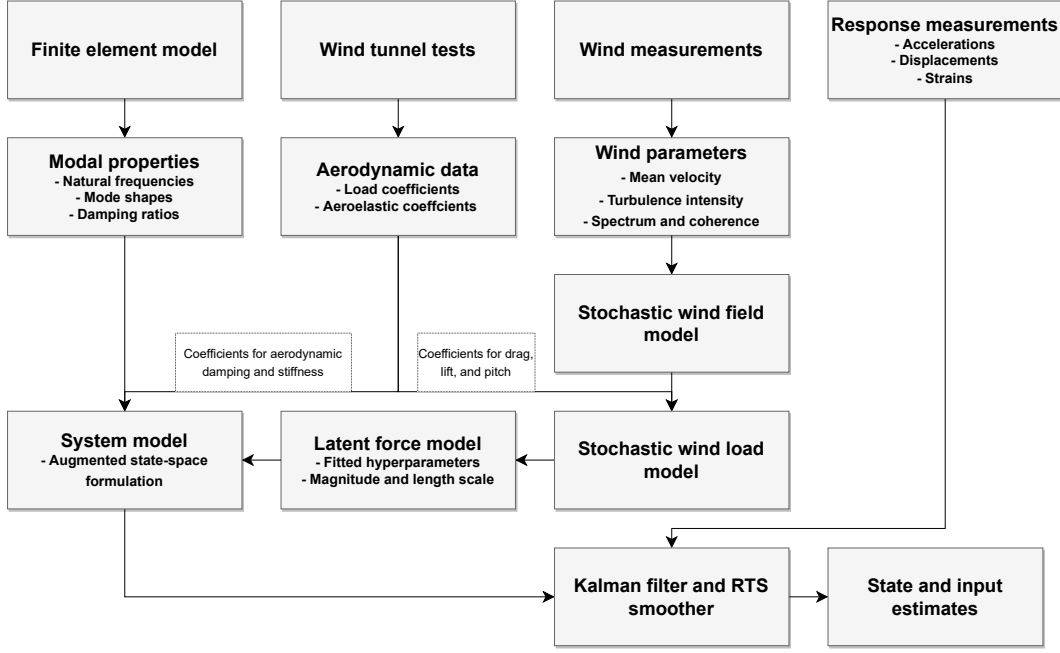 Finite element model
Wind tunnel tests
Wind measurements
Response measurements
- Accelerations
- Displacements
- Strains
Modal properties
- Natural frequencies
- Mode shapes
- Damping ratios
Aerodynamic data
- Load coefficients
- Aeroelastic coeffcients
Wind parameters
- Mean velocity
- Turbulence intensity
- Spectrum and coherence
Stochastic wind field
model
Coefficients for aerodynamic
damping and stiffness
Coefficients for drag,
lift, and pitch
System model
- Augmented state-space
formulation
Latent force model
- Fitted hyperparameters
- Magnitude and length scale
Stochastic wind load
model
Kalman filter and RTS
smoother
State and input
estimates